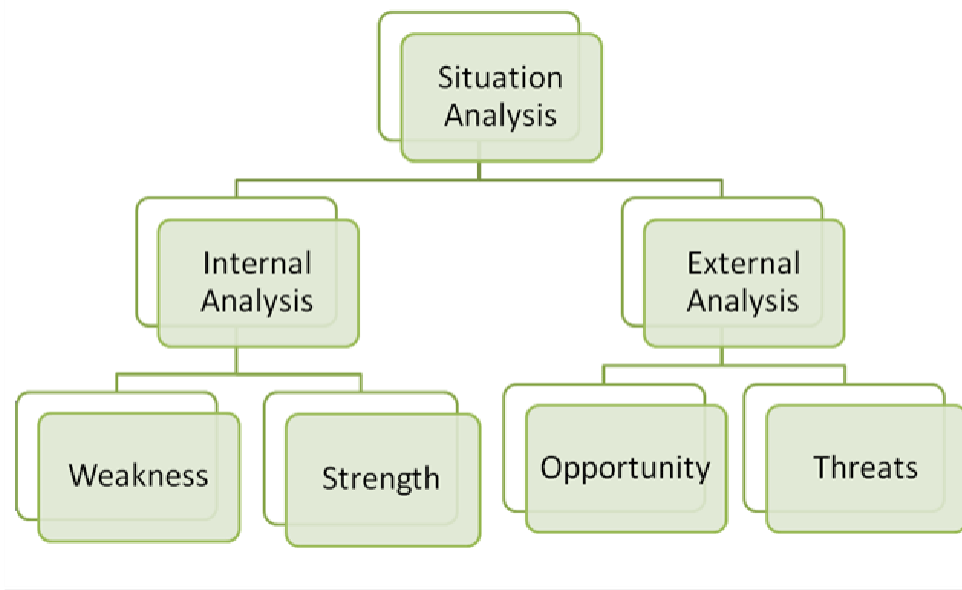 Situation
Analysis
Internal
Analysis
External
Analysis
Weakness
Strength
Opportunity
Threats